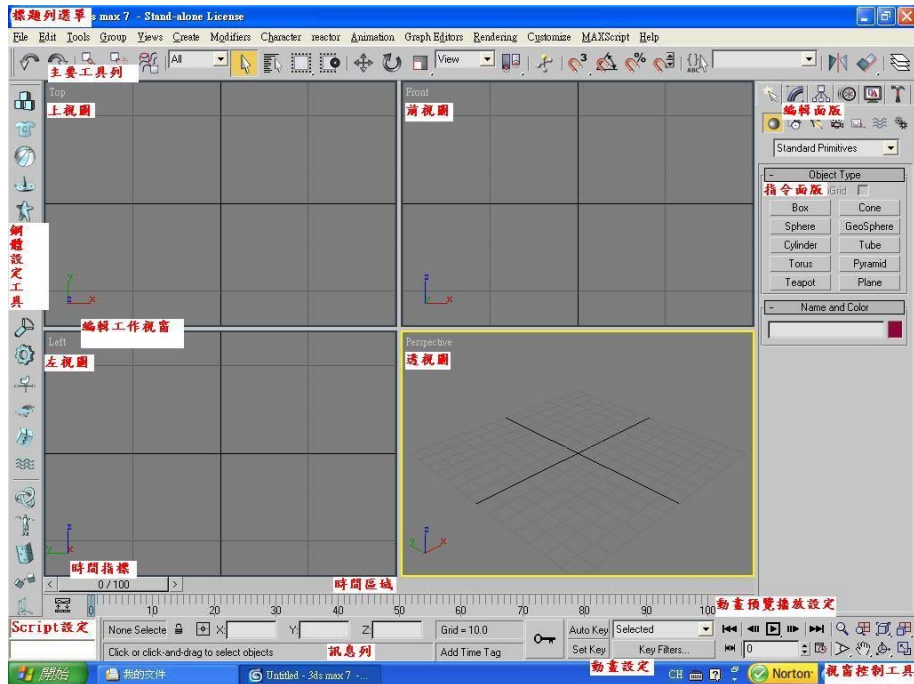 標題列選單 s max 7 - Stand-alone License
File Edit Tools Group Views Create Modifiers Character reactor Animation Graph Editors Rendering Customize MAXScript Help
All View
主要工具列
Top
上視圖
Front
前視圖
編輯面版
Standard Primitives
- Object Type
指令面版 Grid
Box Cone
Sphere GeoSphere
Cylinder Tube
Torus Pyramid
Teapot Plane
- Name and Color
鋼體設定工具
編輯工作視窗
Left
左視圖
Perspective
透視圖
時間指標
時間區域
< 0 / 100 >
0 10 20 30 40 50 60 70 80 90 100
動畫預覽播放設定
Script設定
None Selecte X: Y: Z: Grid = 10.0 Auto Key Selected
Click or click-and-drag to select objects 訊息列 Add Time Tag Set Key Key Filters... 0
動畫設定
視窗控制工具
開始 我的文件 Untitled - 3ds max 7 -... CH Norton